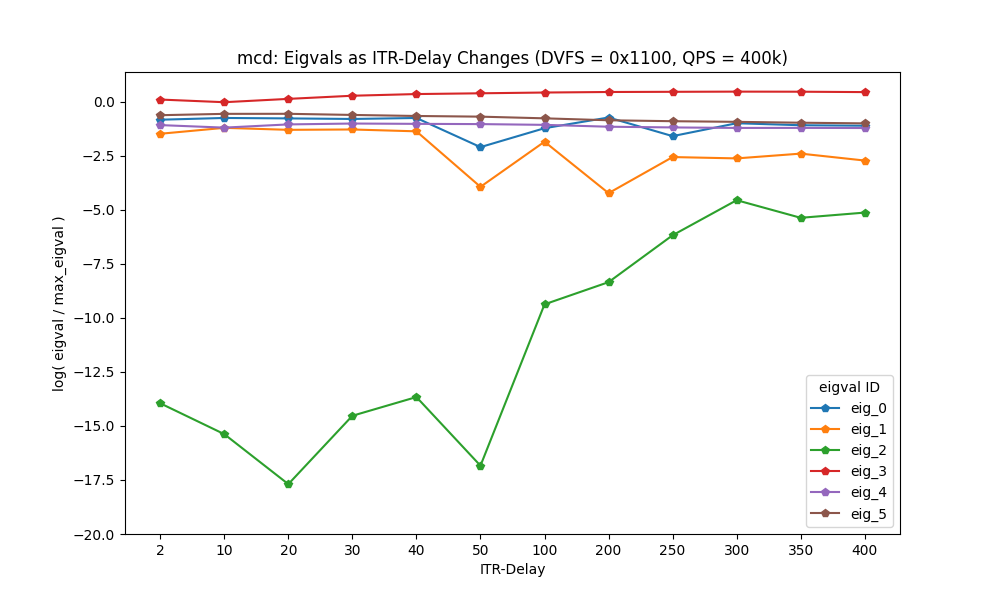 mcd: Eigvals as ITR-Delay Changes (DVFS = 0x1100, QPS = 400k)
log( eigval / max_eigval )
0.0
−2.5
−5.0
−7.5
−10.0
−12.5
−15.0
−17.5
−20.0
eigval ID
eig_0
eig_1
eig_2
eig_3
eig_4
eig_5
2 10 20 30 40 50 100 200 250 300 350 400
ITR-Delay